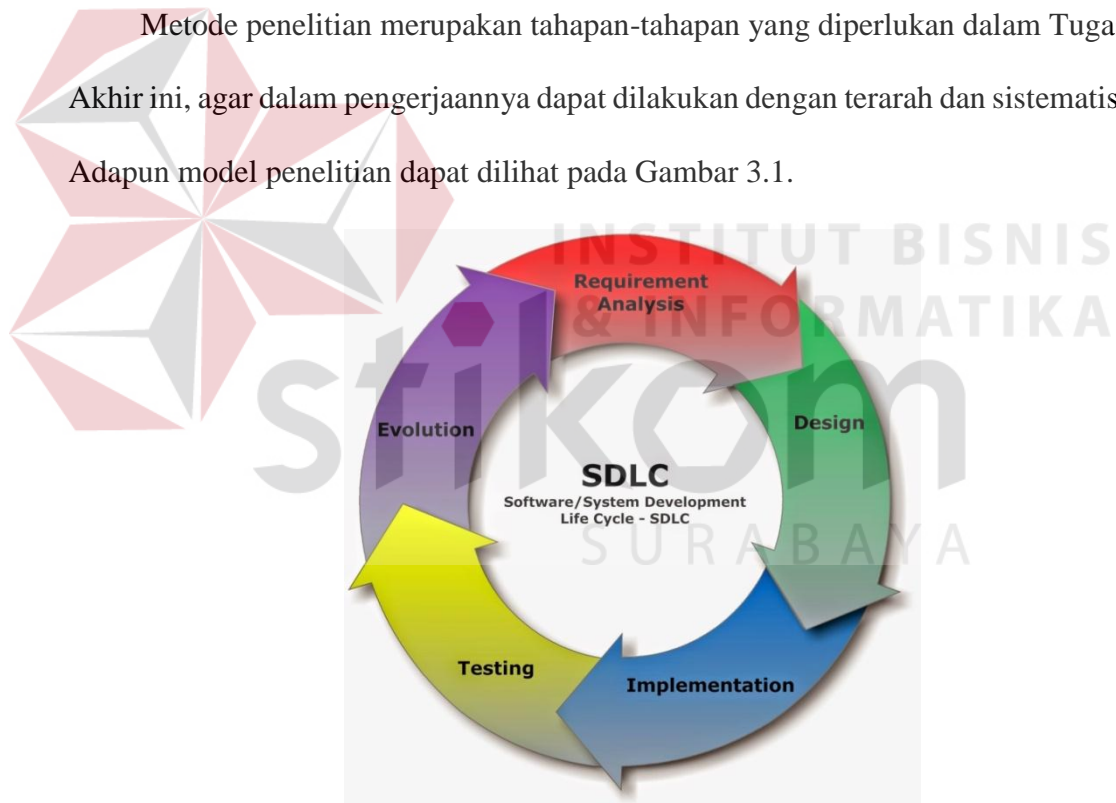 Metode penelitian merupakan tahapan-tahapan yang diperlukan dalam Tuga
Akhir ini, agar dalam pengerjaannya dapat dilakukan dengan terarah dan sistematis
Adapun model penelitian dapat dilihat pada Gambar 3.1.
INSTITUT BISNIS
& INFORMATIKA
stikom
SURABAYA
Requirement
Analysis
Design
Evolution
SDLC
Software/System Development
Life Cycle - SDLC
Testing
Implementation